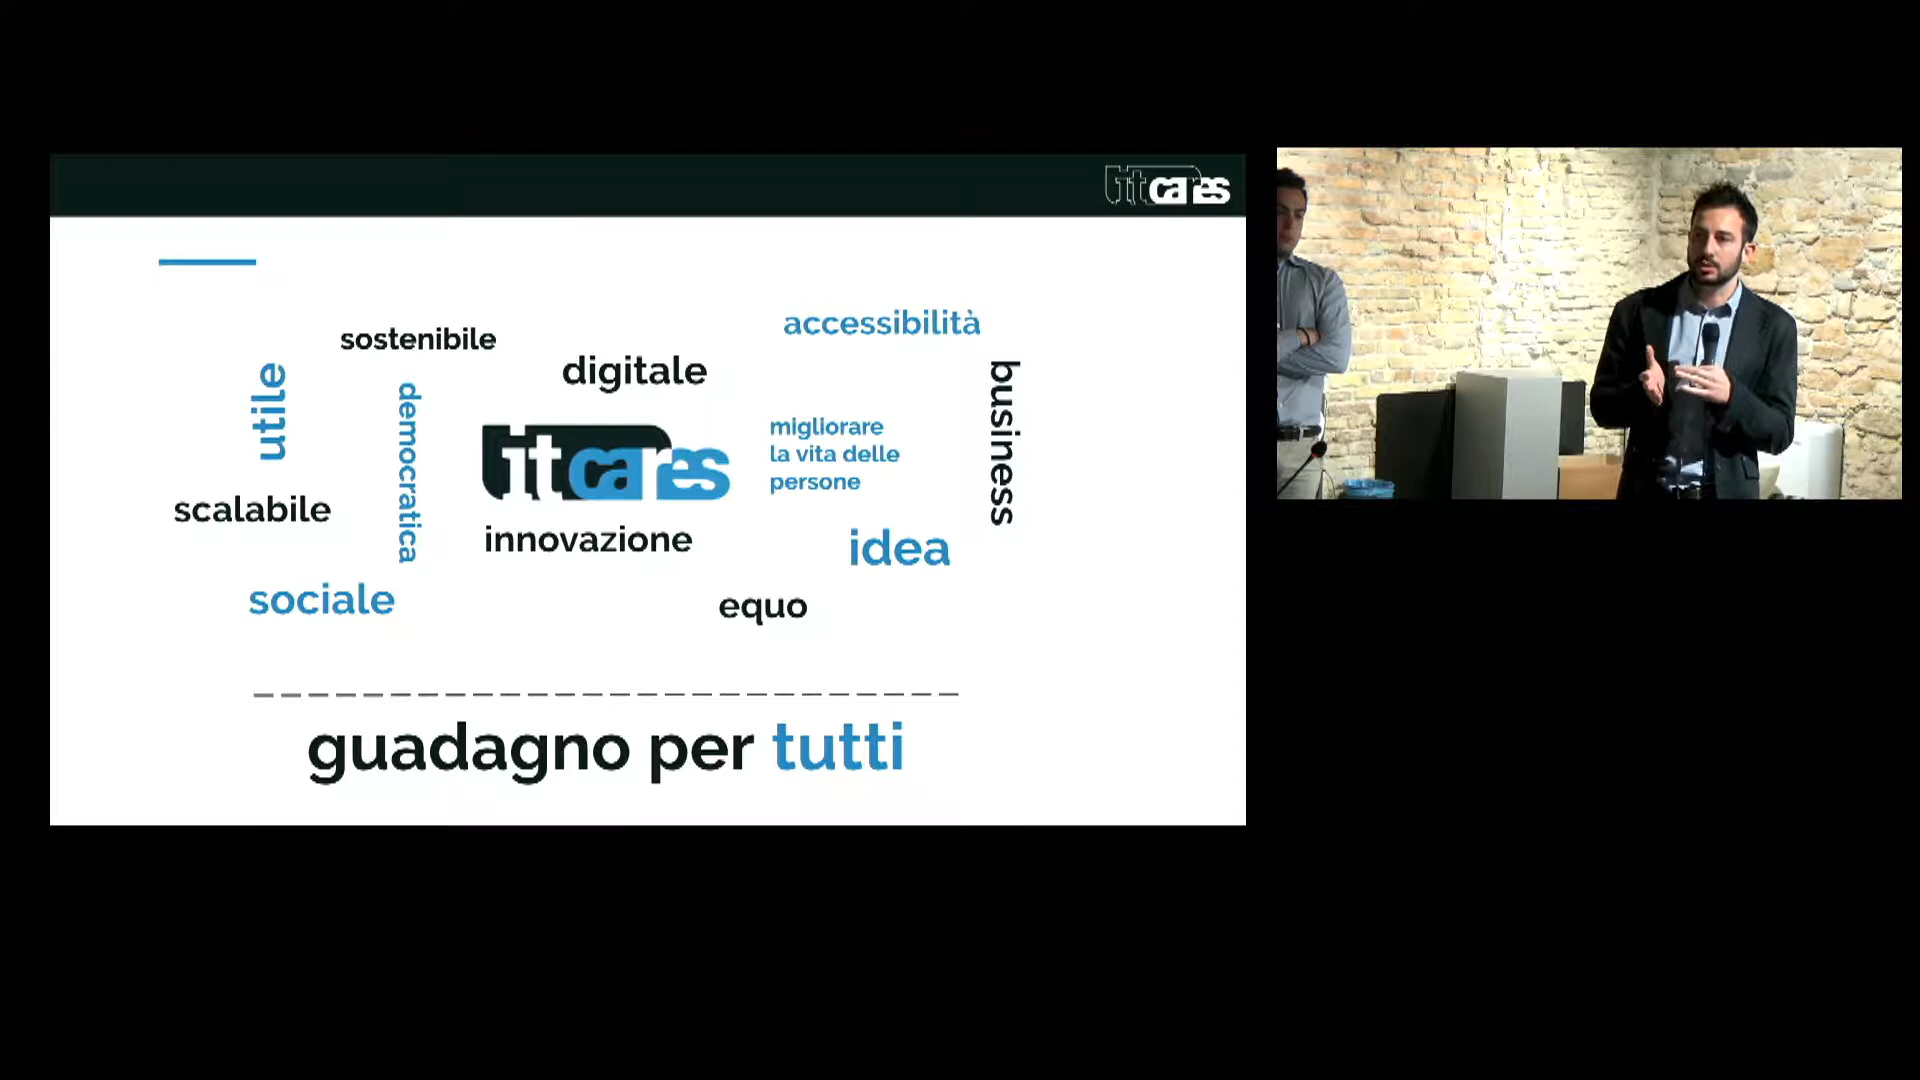 itcares
accessibilità
sostenibile
digitale
utile
democratica
business
migliorare
la vita delle
persone
itcares
scalabile
innovazione
idea
sociale
equo
guadagno per tutti